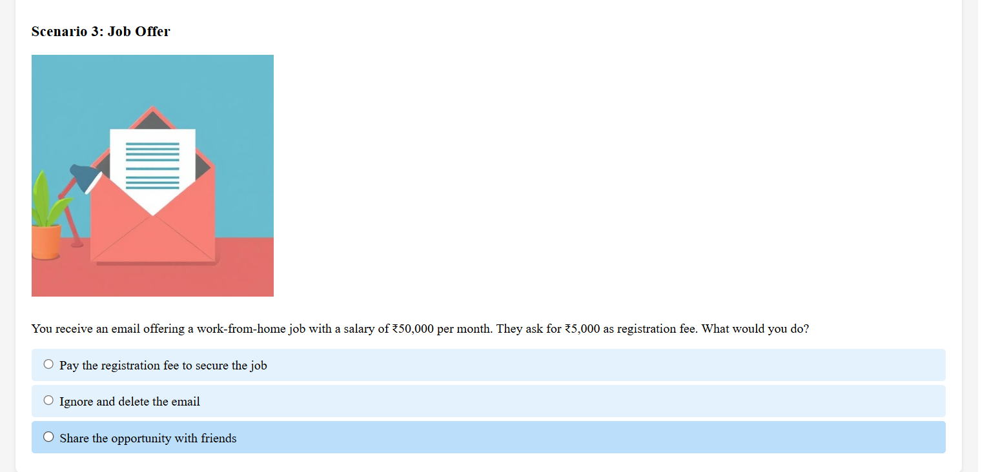 Scenario 3: Job Offer
You receive an email offering a work-from-home job with a salary of ₹50,000 per month. They ask for ₹5,000 as registration fee. What would you do?
Pay the registration fee to secure the job
Ignore and delete the email
Share the opportunity with friends